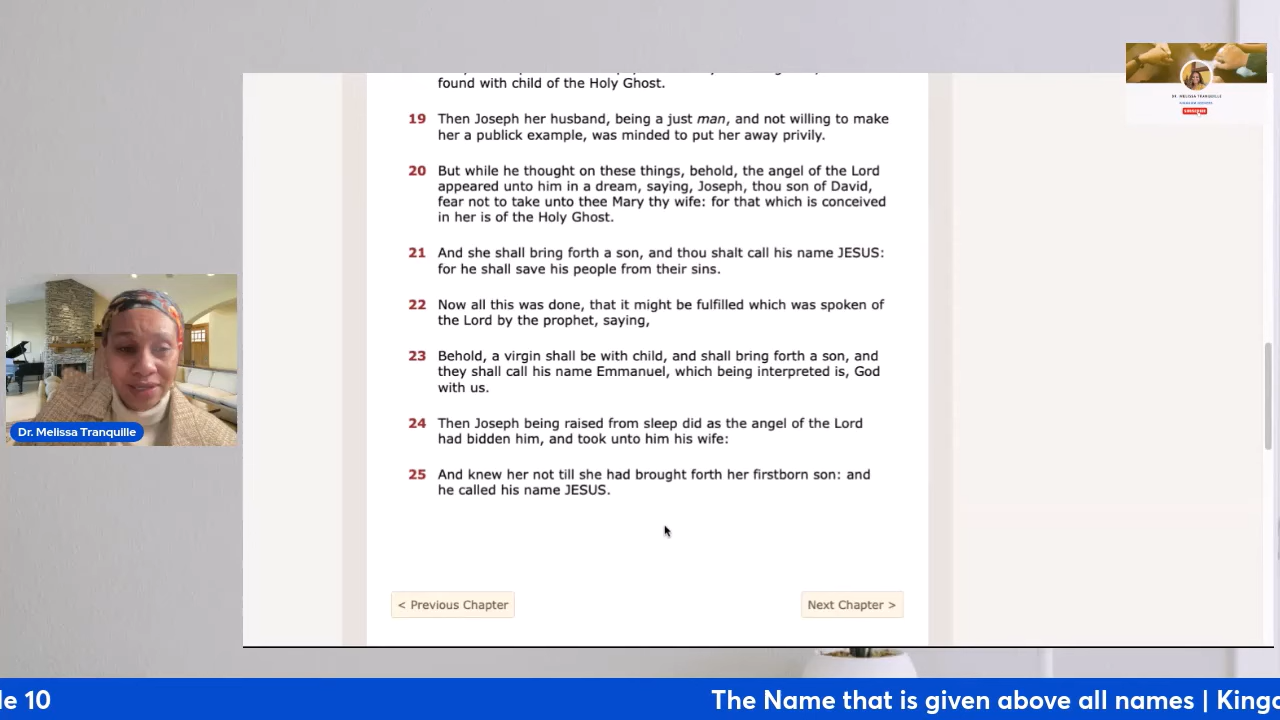 DR. MELISSA TRANQUILLE
found with child of the Holy Ghost.
19 Then Joseph her husband, being a just man, and not willing to make
her a publick example, was minded to put her away privily.
20 But while he thought on these things, behold, the angel of the Lord
appeared unto him in a dream, saying, Joseph, thou son of David,
fear not to take unto thee Mary thy wife: for that which is conceived
in her is of the Holy Ghost.
21 And she shall bring forth a son, and thou shalt call his name JESUS:
for he shall save his people from their sins.
22 Now all this was done, that it might be fulfilled which was spoken of
the Lord by the prophet, saying,
23 Behold, a virgin shall be with child, and shall bring forth a son, and
they shall call his name Emmanuel, which being interpreted is, God
with us.
24 Then Joseph being raised from sleep did as the angel of the Lord
had bidden him, and took unto him his wife:
25 And knew her not till she had brought forth her firstborn son: and
he called his name JESUS.
Dr. Melissa Tranquille
< Previous Chapter
Next Chapter >
le 10
The Name that is given above all names | Kingd